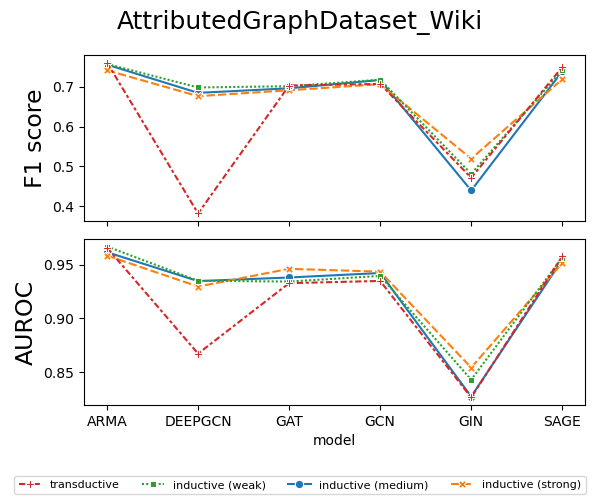 AttributedGraphDataset_Wiki
F1 score
0.7
0.6
0.5
0.4
AUROC
0.95
0.90
0.85
ARMA DEEPGCN GAT GCN GIN SAGE
model
transductive inductive (weak) inductive (medium) inductive (strong)